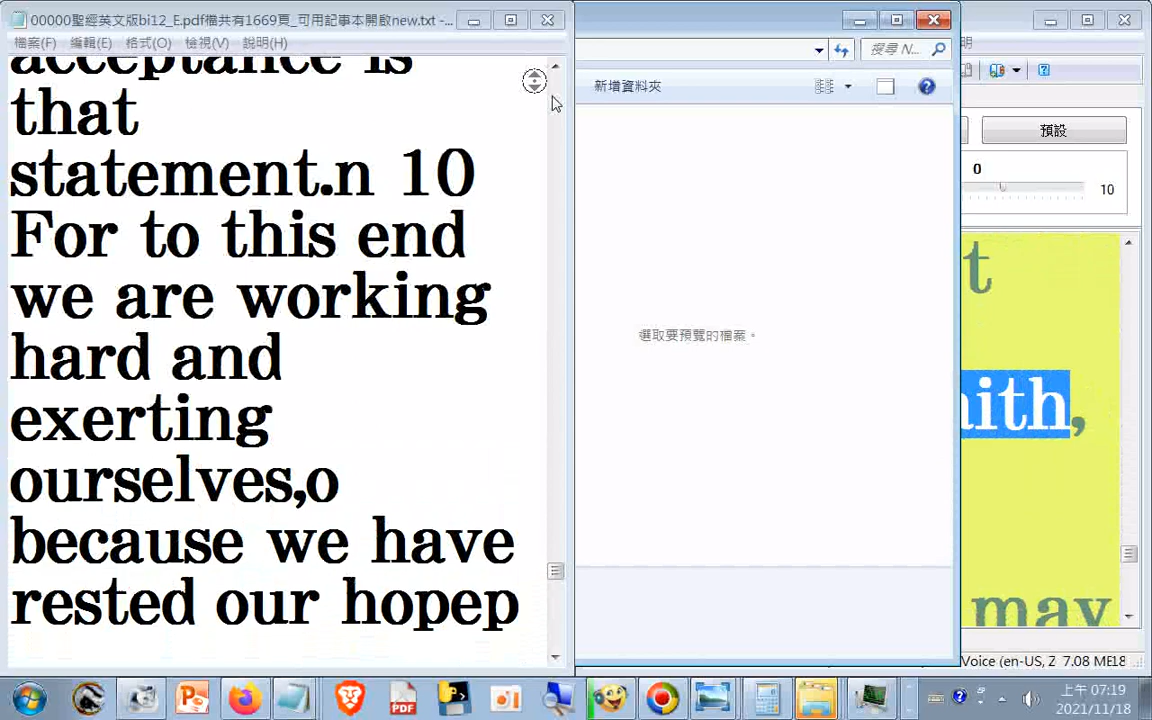 00000聖經英文版bi12_E.pdf檔共有1669頁_可用記事本開啟new.txt -...
檔案(F) 編輯(E) 格式(O) 檢視(V) 說明(H)
acceptance is
that
statement.n 10
For to this end
we are working
hard and
exerting
ourselves,o
because we have
rested our hopep
搜尋 N...
新增資料夾
選取要預覽的檔案。
明
預設
0
10
t
ith,
may
Voice (en-US, Z 7.08 ME18
上午 07:19
2021/11/18